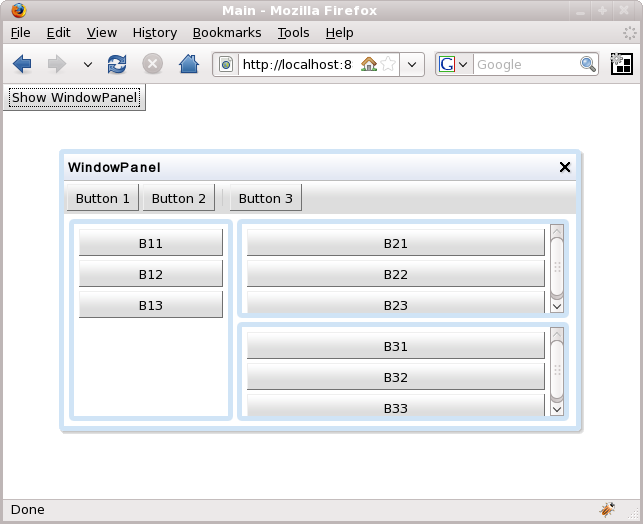 Main - Mozilla Firefox
File Edit View History Bookmarks Tools Help
http://localhost:8 G Google
Show WindowPanel
WindowPanel
Button 1 Button 2 Button 3
B11 B21
B12 B22
B13 B23
B31
B32
B33
Done